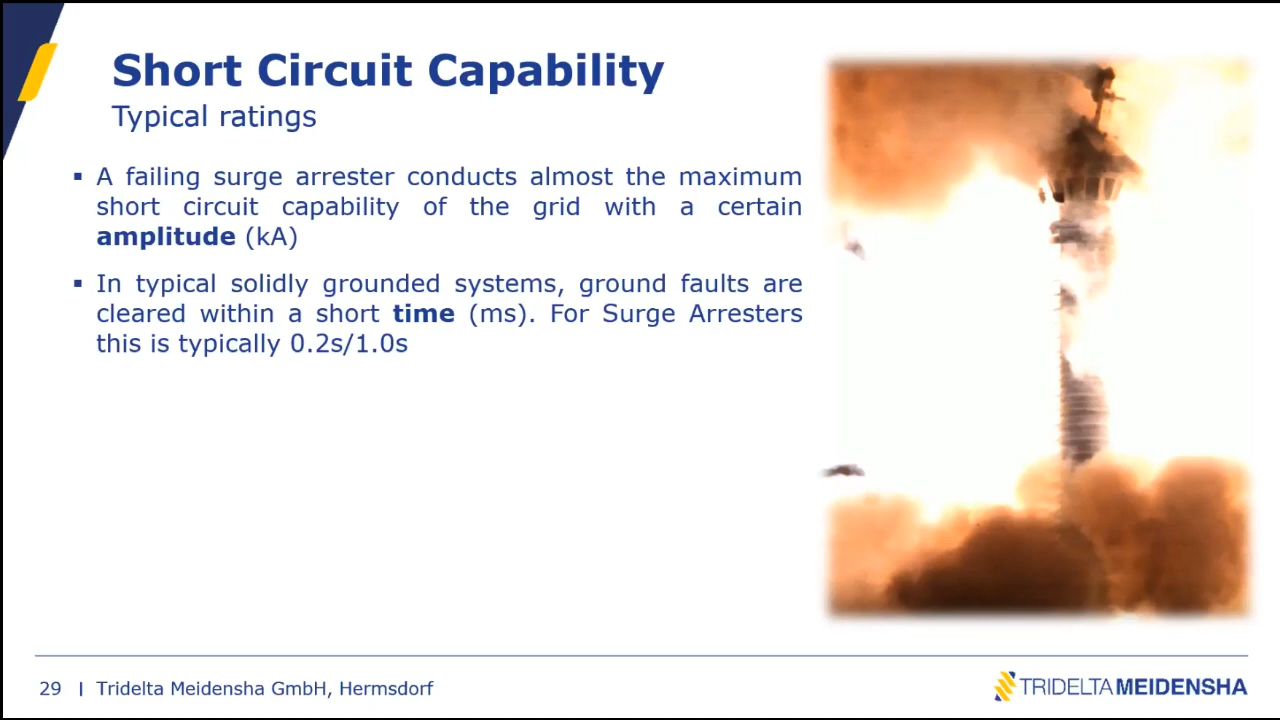 Short Circuit Capability
Typical ratings
▪ A failing surge arrester conducts almost the maximum
short circuit capability of the grid with a certain
amplitude (kA)
▪ In typical solidly grounded systems, ground faults are
cleared within a short time (ms). For Surge Arresters
this is typically 0.2s/1.0s
29 | Tridelta Meidensha GmbH, Hermsdorf
TRIDELTAMEIDENSHA